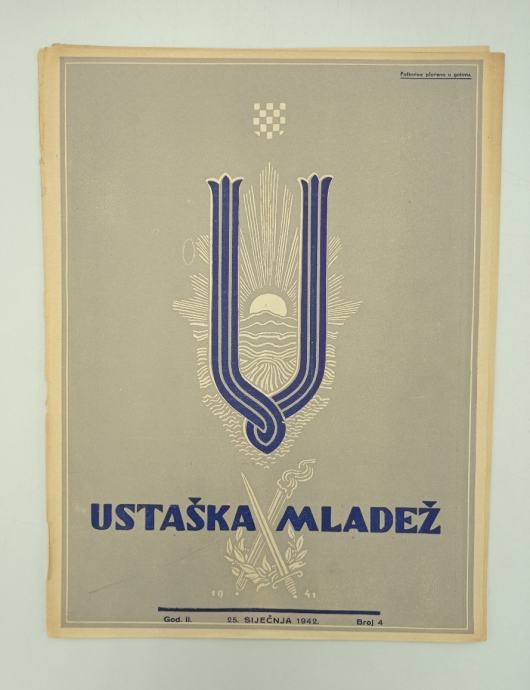 Poštarina plaćena u gotovu.
USTAŠKA MLADEŽ
19 41
God. II. 25. SIJEČNJA 1942. Broj 4